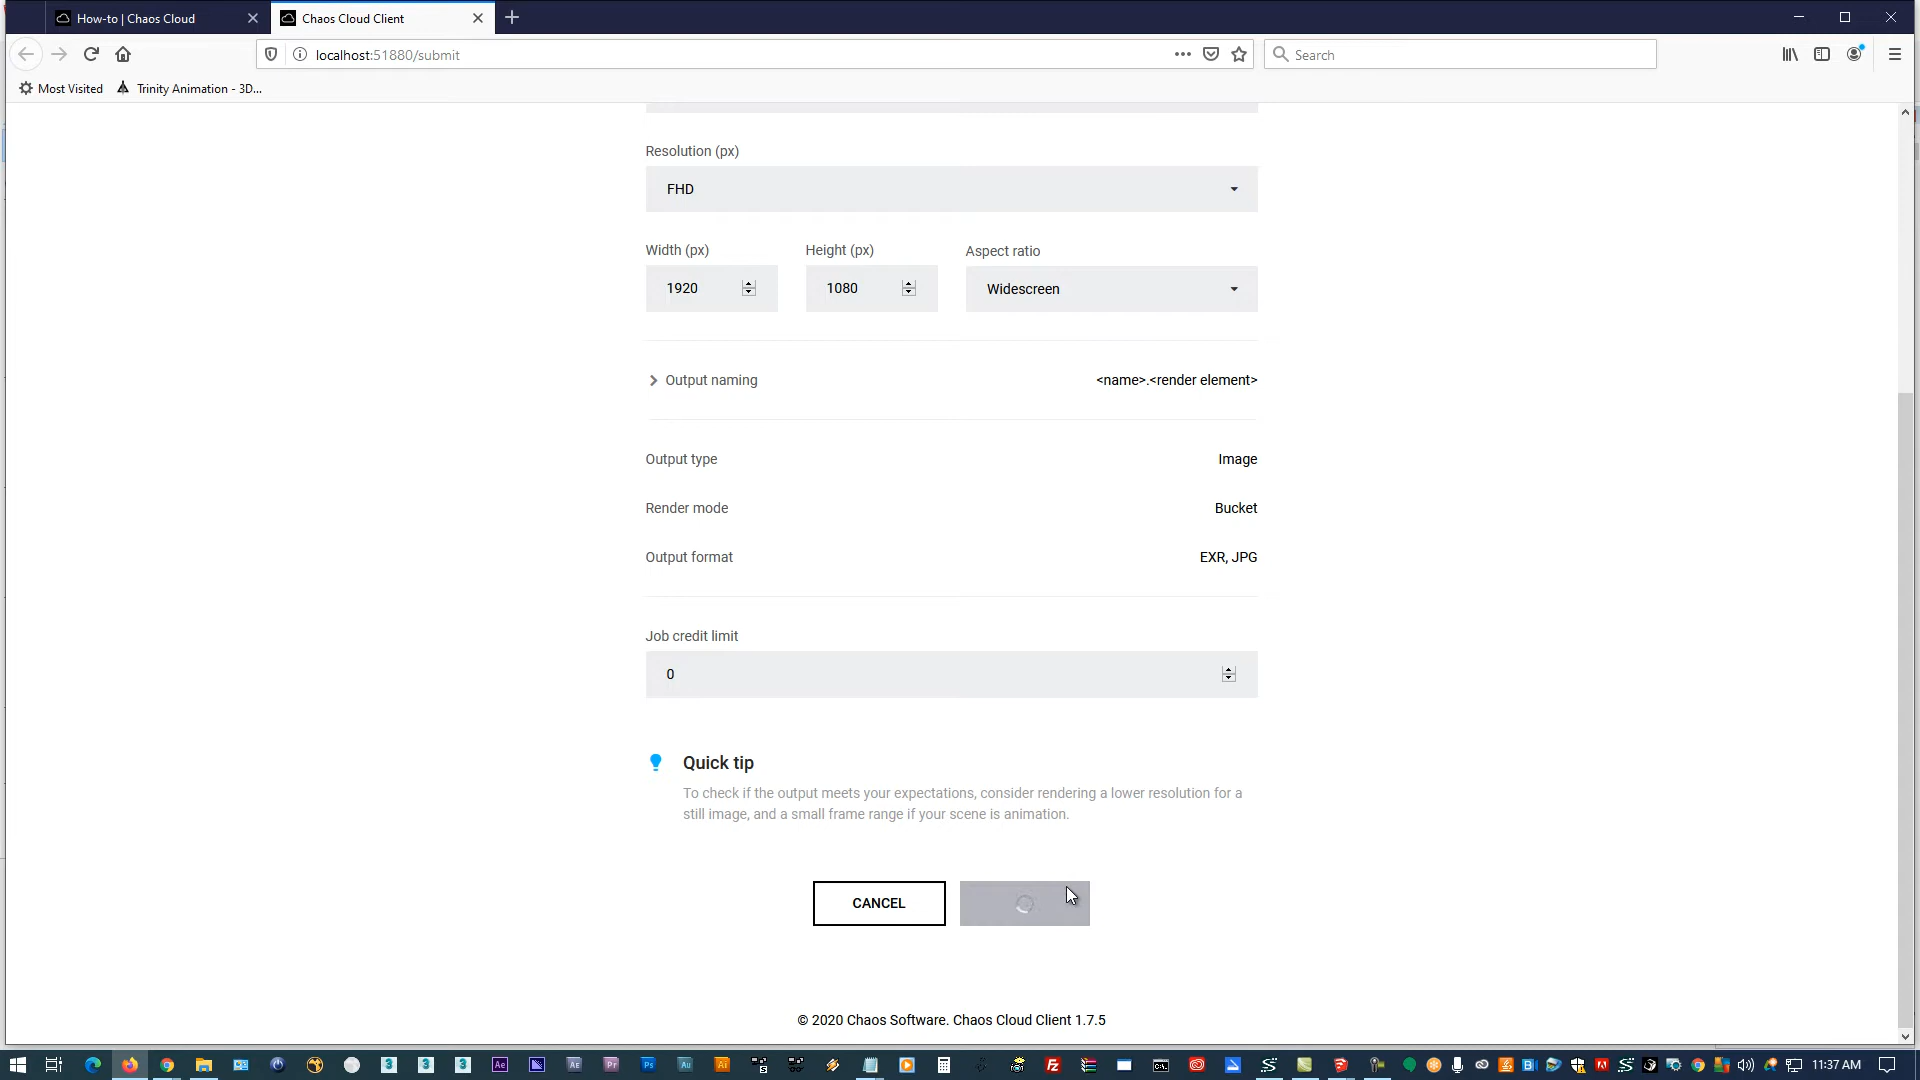 How-to | Chaos Cloud
Chaos Cloud Client
localhost:51880/submit
Search
Most Visited
Trinity Animation - 3D...
Resolution (px)
FHD
Width (px)
Height (px)
Aspect ratio
1920
1080
Widescreen
Output naming
<name>.<render element>
Output type
Image
Render mode
Bucket
Output format
EXR, JPG
Job credit limit
0
Quick tip
To check if the output meets your expectations, consider rendering a lower resolution for a
still image, and a small frame range if your scene is animation.
CANCEL
© 2020 Chaos Software. Chaos Cloud Client 1.7.5
11:37 AM